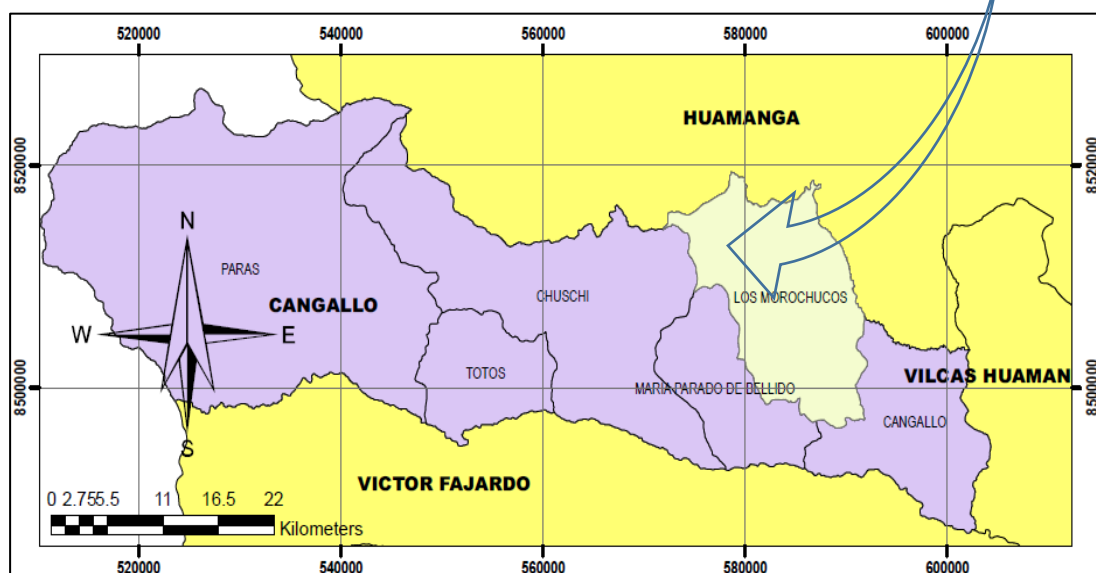 520000 540000 560000 580000 600000
HUAMANGA
8520000 8520000
N
PARAS
CHUSCHI
LOS MOROCHUCOS
CANGALLO
W E
TOTOS
VILCAS HUAMAN
8500000 MARIA PARADO DE BELLIDO 8500000
CANGALLO
S
VICTOR FAJARDO
0 2.75 5.5 11 16.5 22
Kilometers
520000 540000 560000 580000 600000